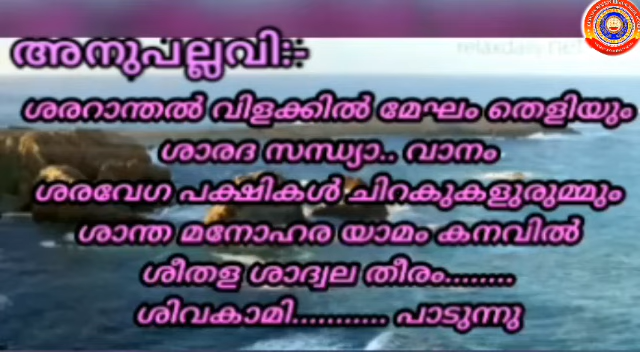 അനുപല്ലവി:-
ശരറാന്തൽ വിളക്കിൽ മേഘം തെളിയും
ശാരദ സന്ധ്യാ.. വാനം
ശരവേഗ പക്ഷികൾ ചിറകുകളുരുമ്മും
ശാന്ത മനോഹര യാമം കനവിൽ
ശീതള ശാദ്വല തീരം........
ശിവകാമി........... പാടുന്നു